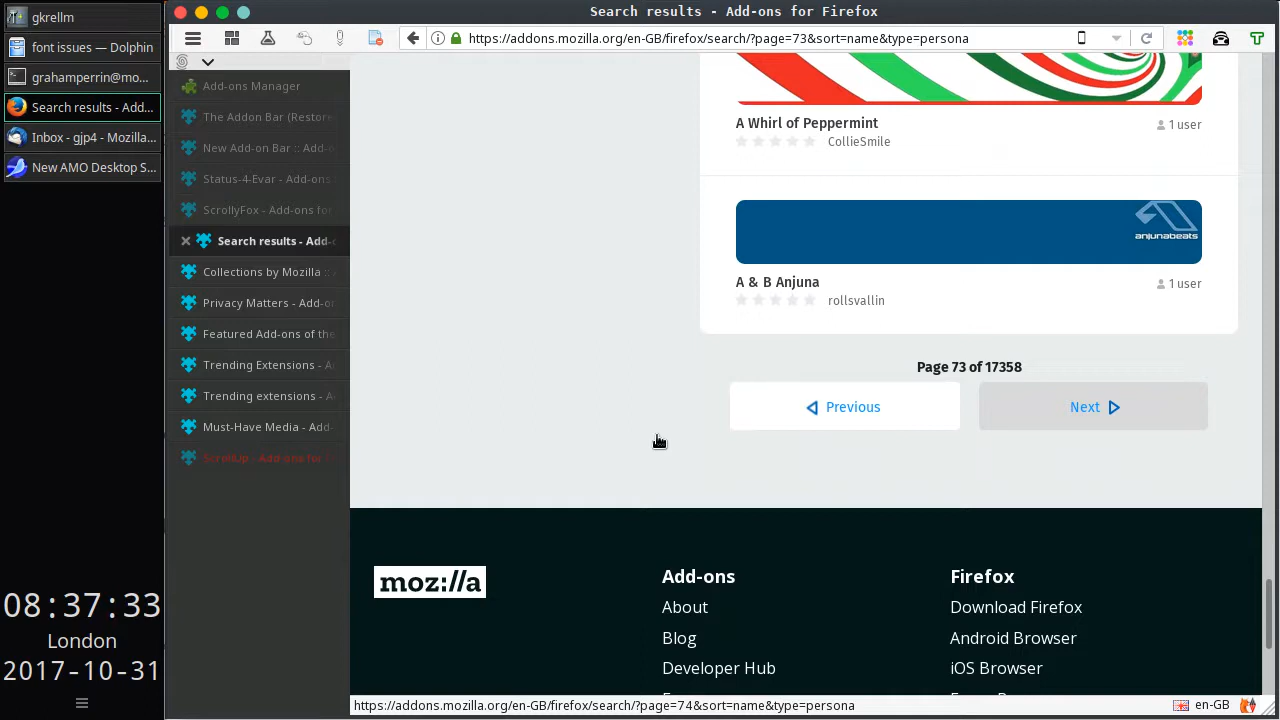 gkrellm
font issues — Dolphin
grahamperrin@mo...
Search results - Add...
Inbox - gjp4 - Mozilla...
New AMO Desktop S...
08:37:33
London
2017-10-31
Search results - Add-ons for Firefox
https://addons.mozilla.org/en-GB/firefox/search/?page=73&sort=name&type=persona
Add-ons Manager
The Addon Bar (Restore
New Add-on Bar :: Add-o
Status-4-Evar - Add-ons
ScrollyFox - Add-ons for
Search results - Add-o
Collections by Mozilla ::
Privacy Matters - Add-on
Featured Add-ons of the
Trending Extensions - A
Trending extensions - A
Must-Have Media - Add-
ScrollUp - Add-ons for
A Whirl of Peppermint
1 user
CollieSmile
anjunabeats
A & B Anjuna
1 user
rollsvallin
Page 73 of 17358
Previous
Next
moz://a
Add-ons
About
Blog
Developer Hub
Firefox
Download Firefox
Android Browser
iOS Browser
https://addons.mozilla.org/en-GB/firefox/search/?page=74&sort=name&type=persona
en-GB